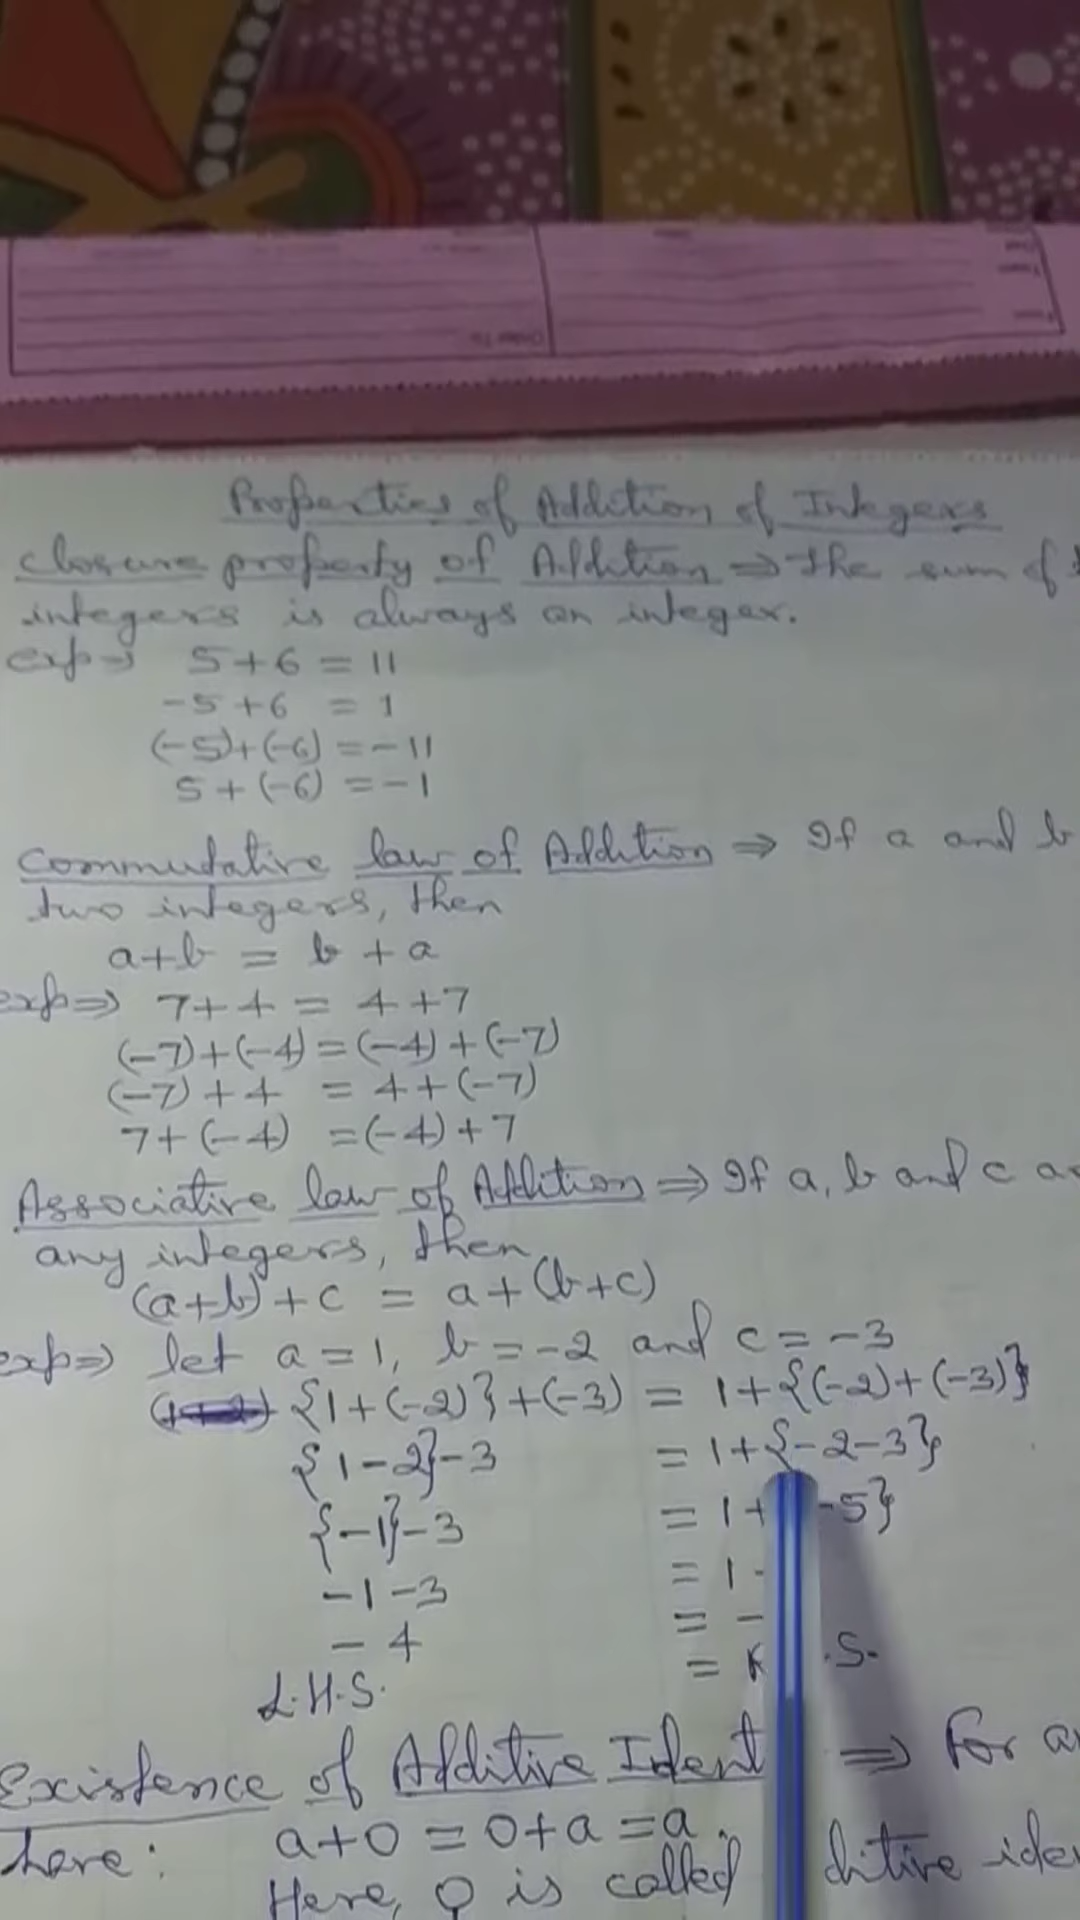 Properties of Addition of Integers
closure property of Addition ⇒ the sum of
integers is always an integer.
exp⇒ 5+6 = 11
-5+6 = 1
(-5)+(-6) = -11
5+(-6) = -1
Commutative law of Addition ⇒ If a and b
two integers, then
a+b = b+a
exp⇒ 7+4 = 4+7
(-7)+(-4) = (-4)+(-7)
(-7)+4 = 4+(-7)
7+(-4) = (-4)+7
Associative law of Addition ⇒ If a, b and c
any integers, then
(a+b)+c = a+(b+c)
exp⇒ let a=1, b=-2 and c=-3
{1+(-2)}+(-3) = 1+{(-2)+(-3)}
{1-2}-3 = 1+{-2-3}
{-1}-3 = 1+ -5}
-1-3 = 1-
-4 = -
L.H.S. = .S.
Existence of Additive Ident ⇒ For
here: a+0 = 0+a = a.
Here, 0 is called ditive